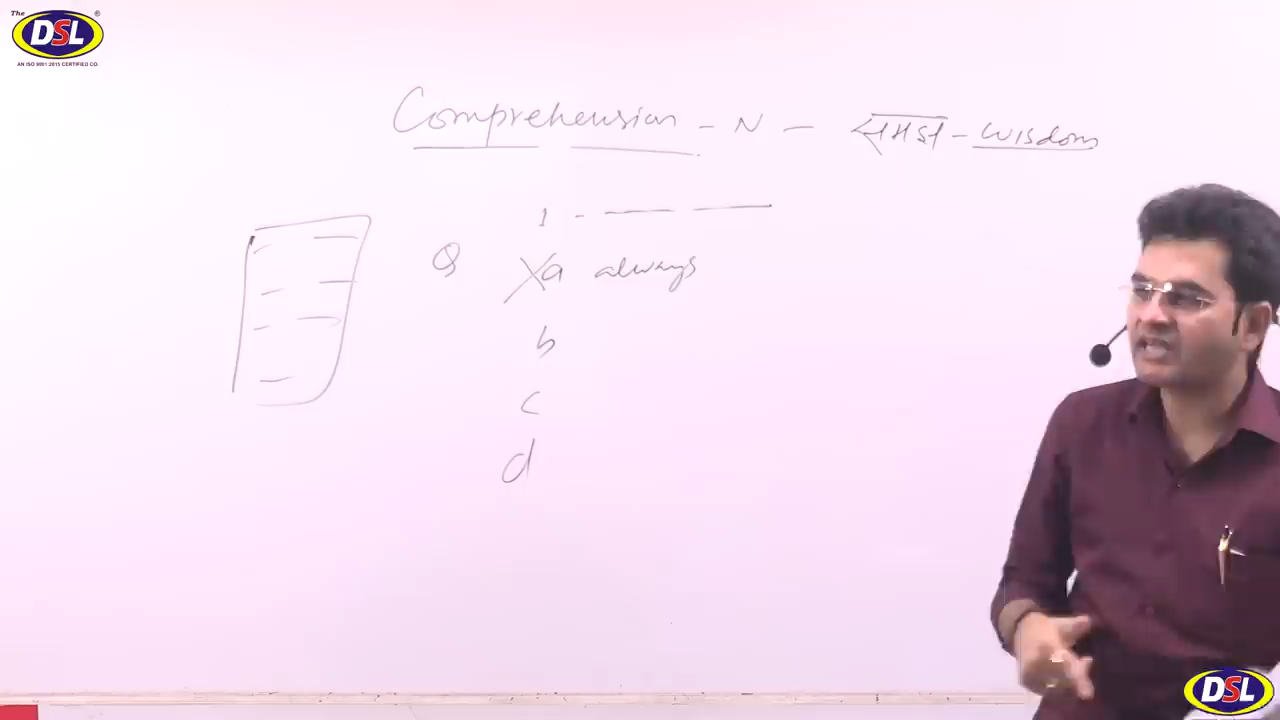 The DSL ®
AN ISO 9001:2015 CERTIFIED CO.
Comprehension - N - समझ - wisdom
1 -
Q a always
b
c
d
DSL